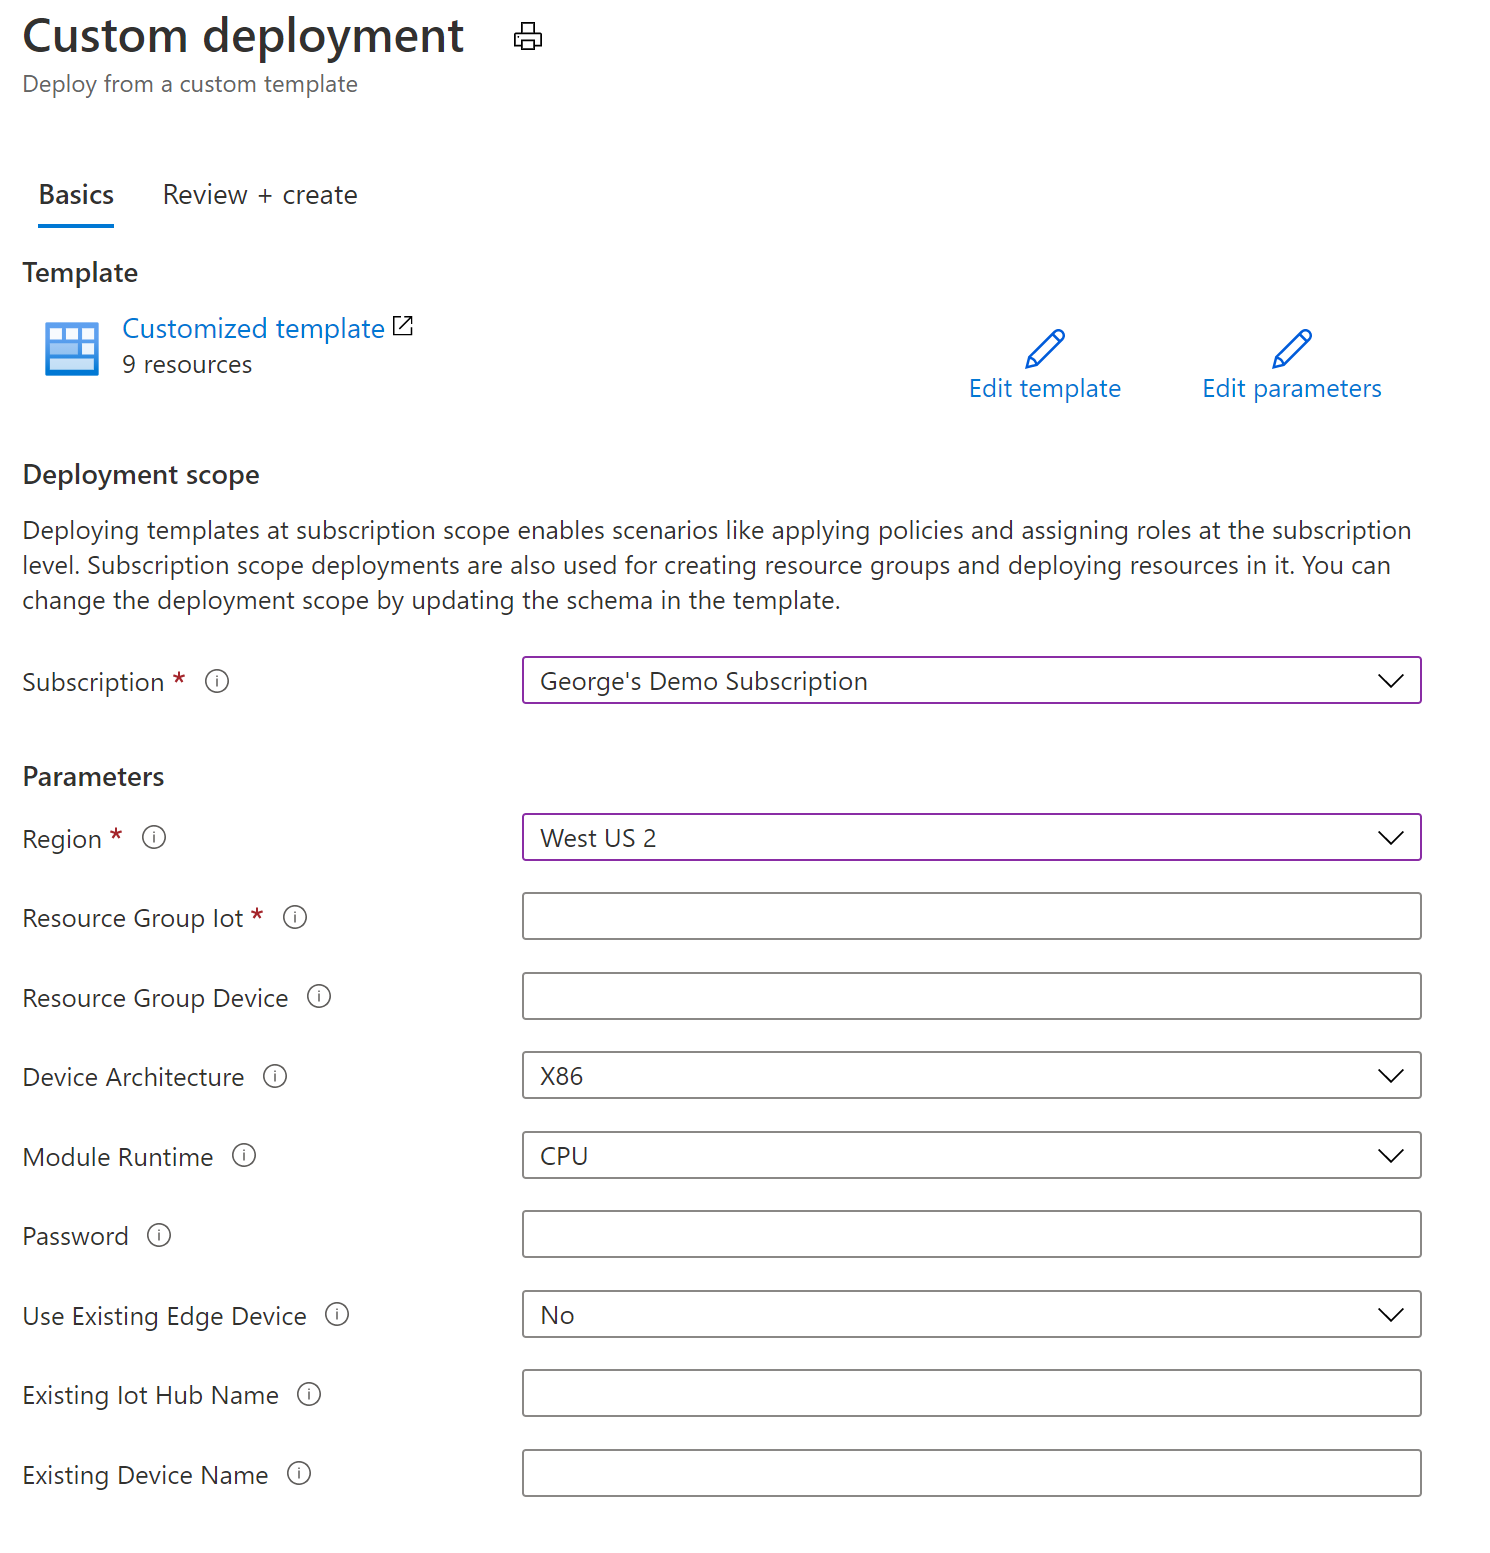 Custom deployment
Deploy from a custom template
Basics Review + create
Template
Customized template
9 resources
Edit template Edit parameters
Deployment scope
Deploying templates at subscription scope enables scenarios like applying policies and assigning roles at the subscription
level. Subscription scope deployments are also used for creating resource groups and deploying resources in it. You can
change the deployment scope by updating the schema in the template.
Subscription * George's Demo Subscription
Parameters
Region * West US 2
Resource Group Iot *
Resource Group Device
Device Architecture X86
Module Runtime CPU
Password
Use Existing Edge Device No
Existing Iot Hub Name
Existing Device Name